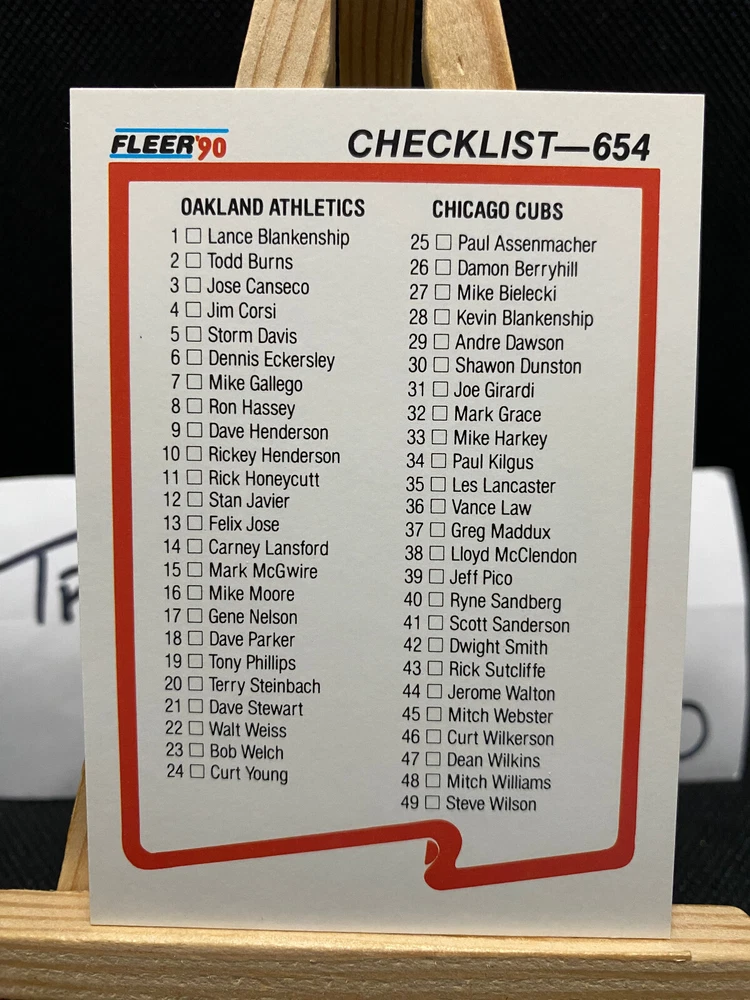 FLEER'90
CHECKLIST—654
OAKLAND ATHLETICS
1 □ Lance Blankenship
2 □ Todd Burns
3 □ Jose Canseco
4 □ Jim Corsi
5 □ Storm Davis
6 □ Dennis Eckersley
7 □ Mike Gallego
8 □ Ron Hassey
9 □ Dave Henderson
10 □ Rickey Henderson
11 □ Rick Honeycutt
12 □ Stan Javier
13 □ Felix Jose
14 □ Carney Lansford
15 □ Mark McGwire
16 □ Mike Moore
17 □ Gene Nelson
18 □ Dave Parker
19 □ Tony Phillips
20 □ Terry Steinbach
21 □ Dave Stewart
22 □ Walt Weiss
23 □ Bob Welch
24 □ Curt Young
CHICAGO CUBS
25 □ Paul Assenmacher
26 □ Damon Berryhill
27 □ Mike Bielecki
28 □ Kevin Blankenship
29 □ Andre Dawson
30 □ Shawon Dunston
31 □ Joe Girardi
32 □ Mark Grace
33 □ Mike Harkey
34 □ Paul Kilgus
35 □ Les Lancaster
36 □ Vance Law
37 □ Greg Maddux
38 □ Lloyd McClendon
39 □ Jeff Pico
40 □ Ryne Sandberg
41 □ Scott Sanderson
42 □ Dwight Smith
43 □ Rick Sutcliffe
44 □ Jerome Walton
45 □ Mitch Webster
46 □ Curt Wilkerson
47 □ Dean Wilkins
48 □ Mitch Williams
49 □ Steve Wilson